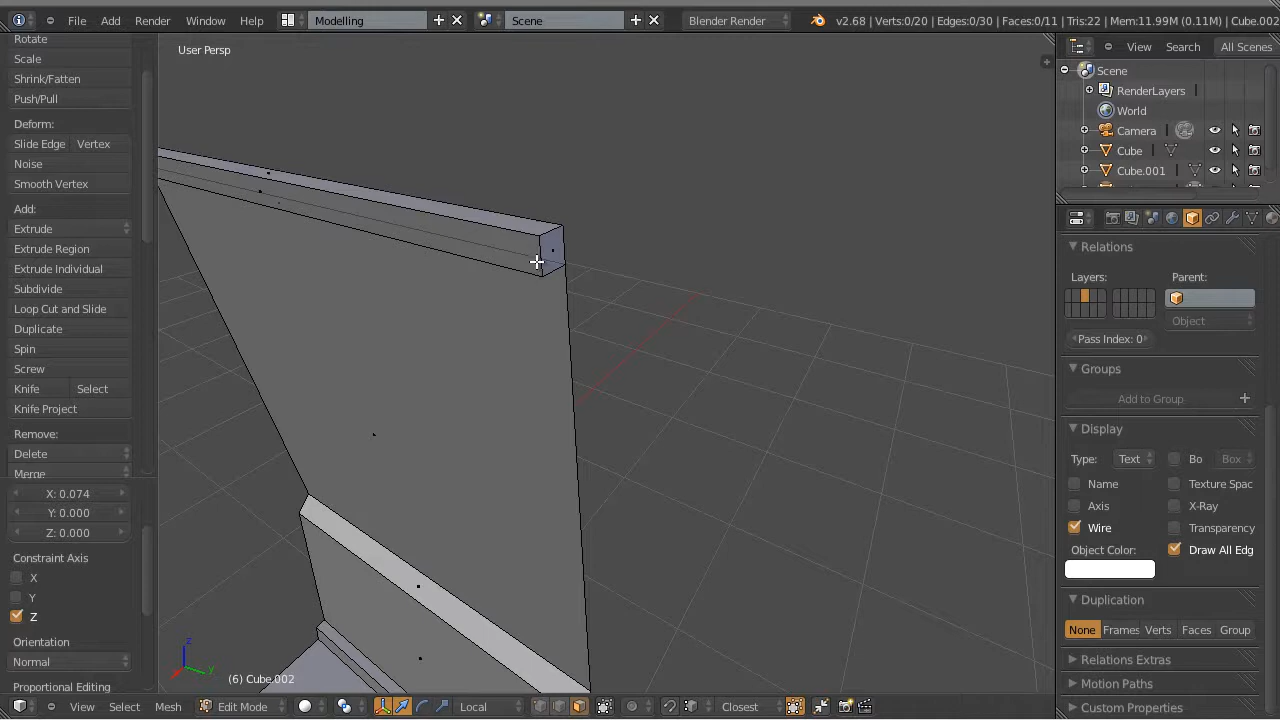 File Add Render Window Help Modelling Scene Blender Render v2.68 | Verts:0/20 | Edges:0/30 | Faces:0/11 | Tris:22 | Mem:11.99M (0.11M) | Cube.002
Rotate
Scale
Shrink/Fatten
Push/Pull
Deform:
Slide Edge Vertex
Noise
Smooth Vertex
Add:
Extrude
Extrude Region
Extrude Individual
Subdivide
Loop Cut and Slide
Duplicate
Spin
Screw
Knife Select
Knife Project
Remove:
Delete
Merge
X: 0.074
Y: 0.000
Z: 0.000
Constraint Axis
X
Y
Z
Orientation
Normal
Proportional Editing
User Persp
z
y
x
(6) Cube.002
View Select Mesh Edit Mode Local Closest
View Search All Scenes
Scene
RenderLayers
World
Camera
Cube
Cube.001
Relations
Layers: Parent:
Object
Pass Index: 0
Groups
Add to Group
Display
Type: Text Bo Box
Name Texture Spac
Axis X-Ray
Wire Transparency
Object Color: Draw All Edg
Duplication
None Frames Verts Faces Group
Relations Extras
Motion Paths
Custom Properties